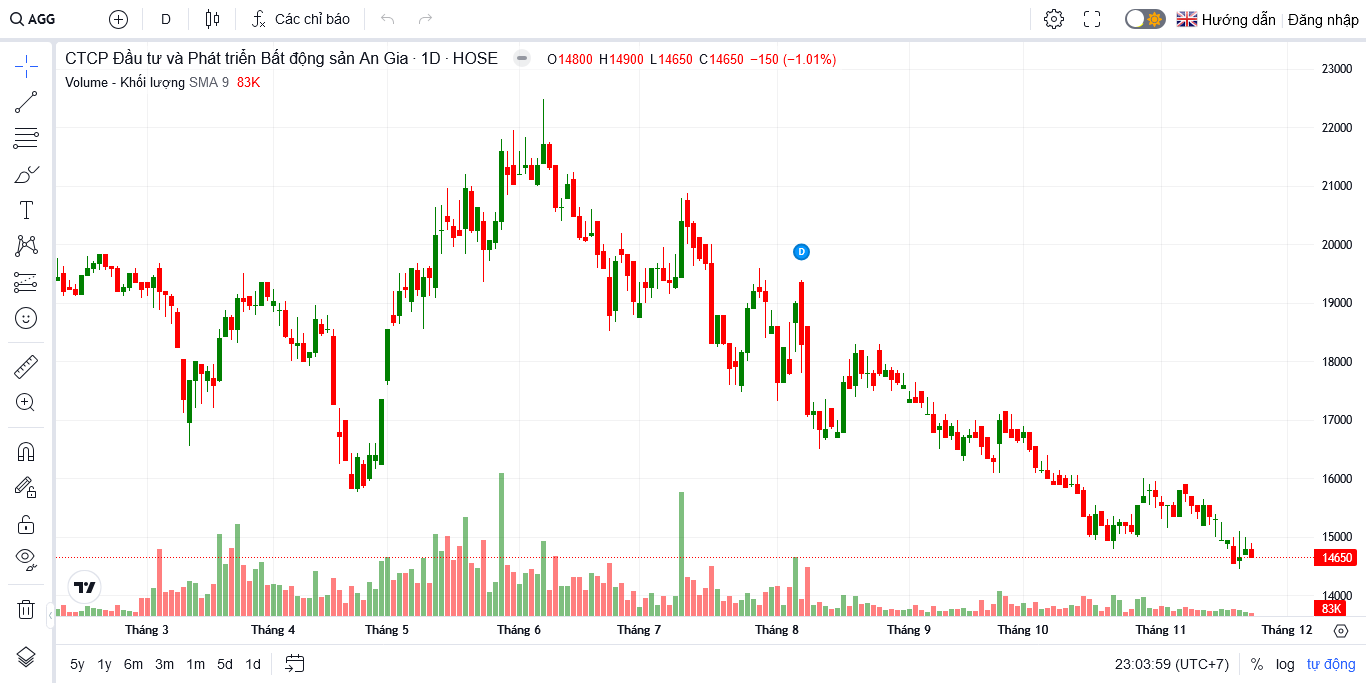 AGG D Các chỉ báo Hướng dẫn Đăng nhập
CTCP Đầu tư và Phát triển Bất động sản An Gia · 1D · HOSE O14800 H14900 L14650 C14650 −150 (−1.01%)
Volume - Khối lượng SMA 9 83K
23000
22000
21000
20000
D
19000
18000
17000
16000
15000
14650
14000
83K
Tháng 3 Tháng 4 Tháng 5 Tháng 6 Tháng 7 Tháng 8 Tháng 9 Tháng 10 Tháng 11 Tháng 12
5y 1y 6m 3m 1m 5d 1d 23:03:59 (UTC+7) % log tự động